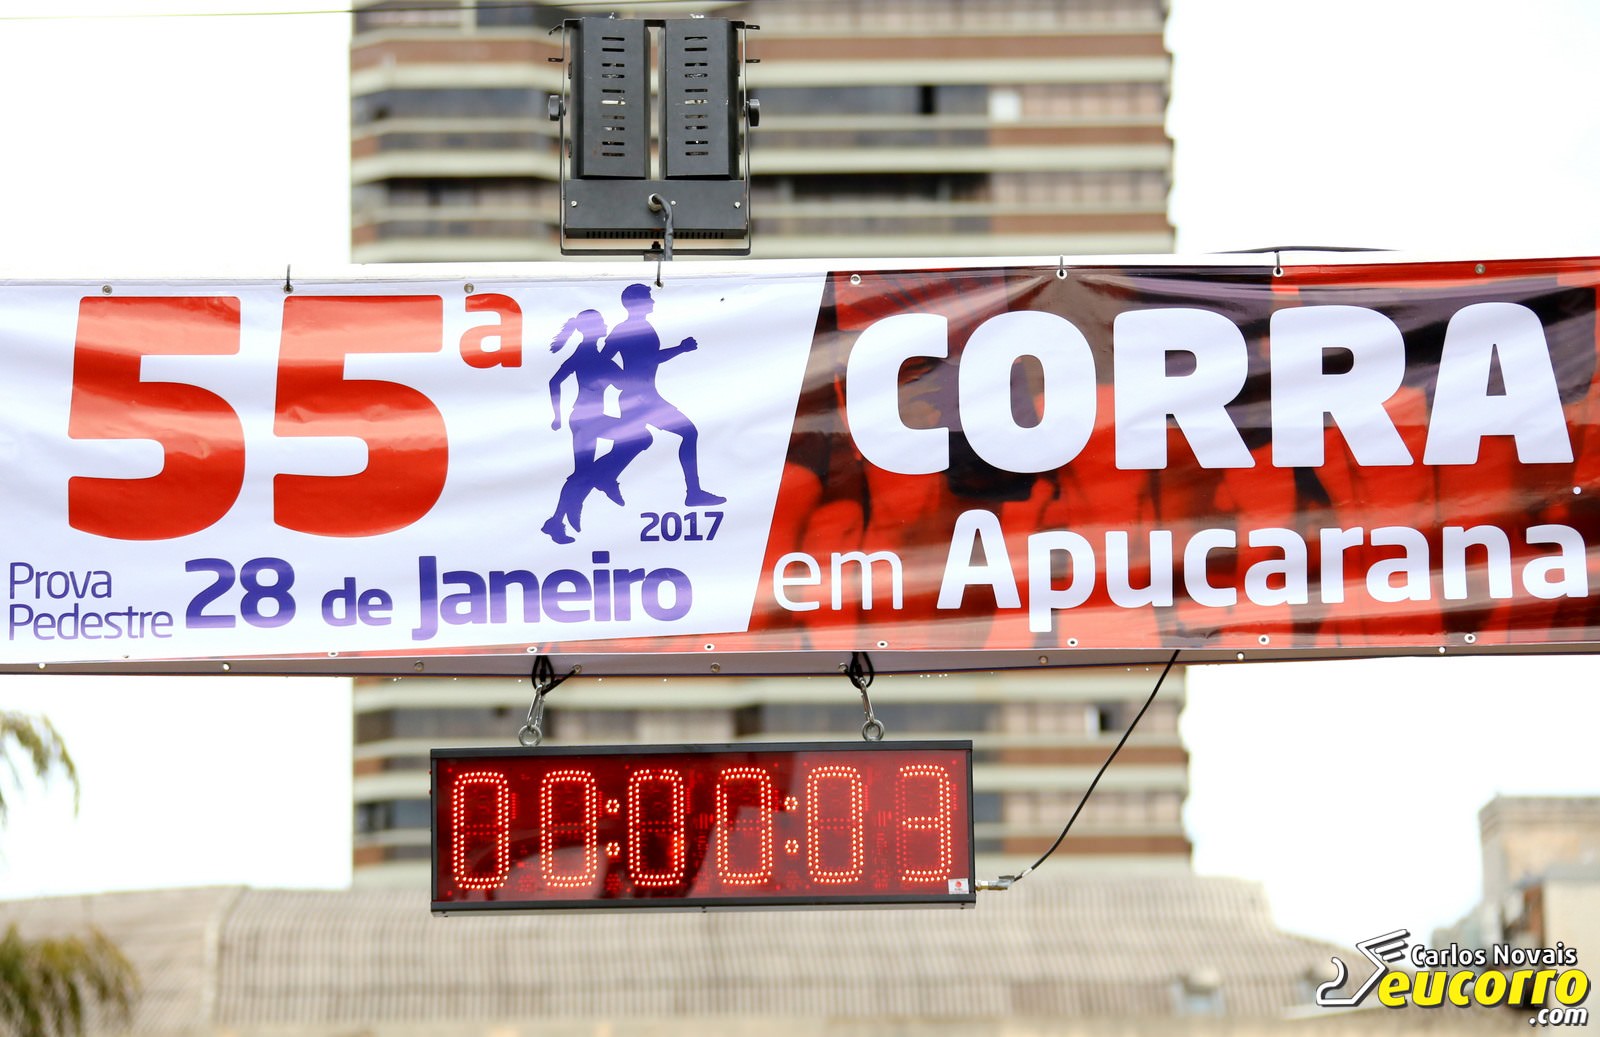 55ª
2017
Prova
Pedestre
28 de Janeiro
CORRA
em Apucarana
00:00:03
Carlos Novais
eucorro
.com